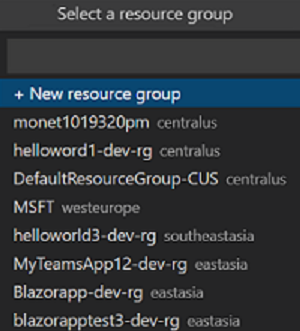 Select a resource group
+ New resource group
monet1019320pm centralus
helloword1-dev-rg centralus
DefaultResourceGroup-CUS centralus
MSFT westeurope
helloworld3-dev-rg southeastasia
MyTeamsApp12-dev-rg eastasia
Blazorapp-dev-rg eastasia
blazorapptest3-dev-rg eastasia